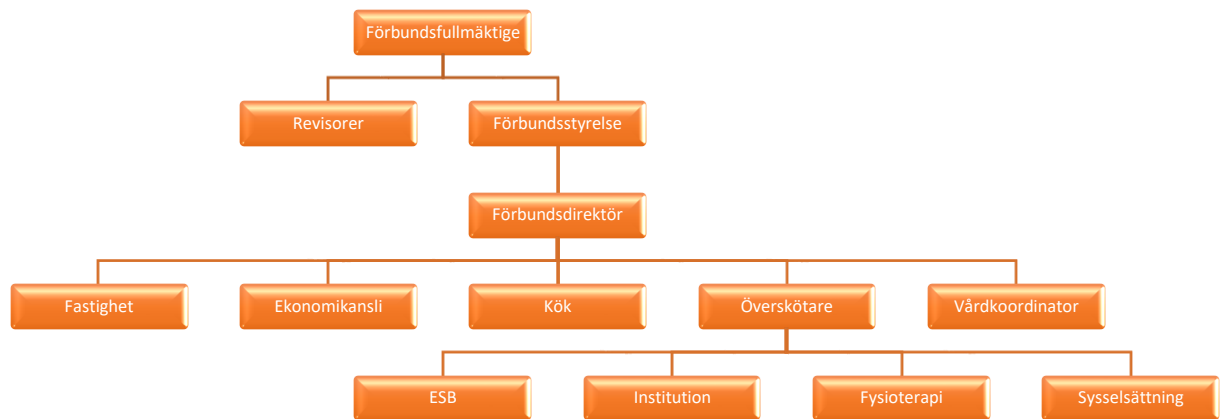 Förbundsfullmäktige
Revisorer
Förbundsstyrelse
Förbundsdirektör
Fastighet
Ekonomikansli
Kök
Överskötare
Vårdkoordinator
ESB
Institution
Fysioterapi
Sysselsättning